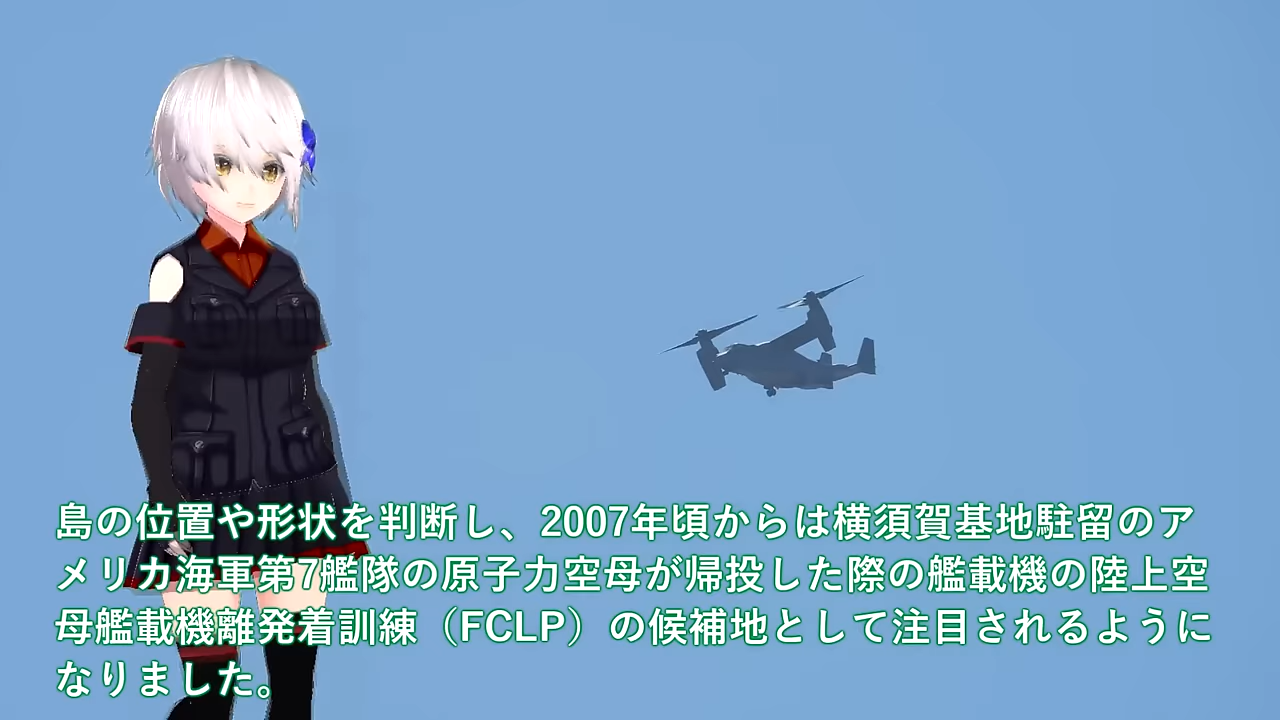 島の位置や形状を判断し、2007年頃からは横須賀基地駐留のア
メリカ海軍第7艦隊の原子力空母が帰投した際の艦載機の陸上空
母艦載機離発着訓練（FCLP）の候補地として注目されるように
なりました。